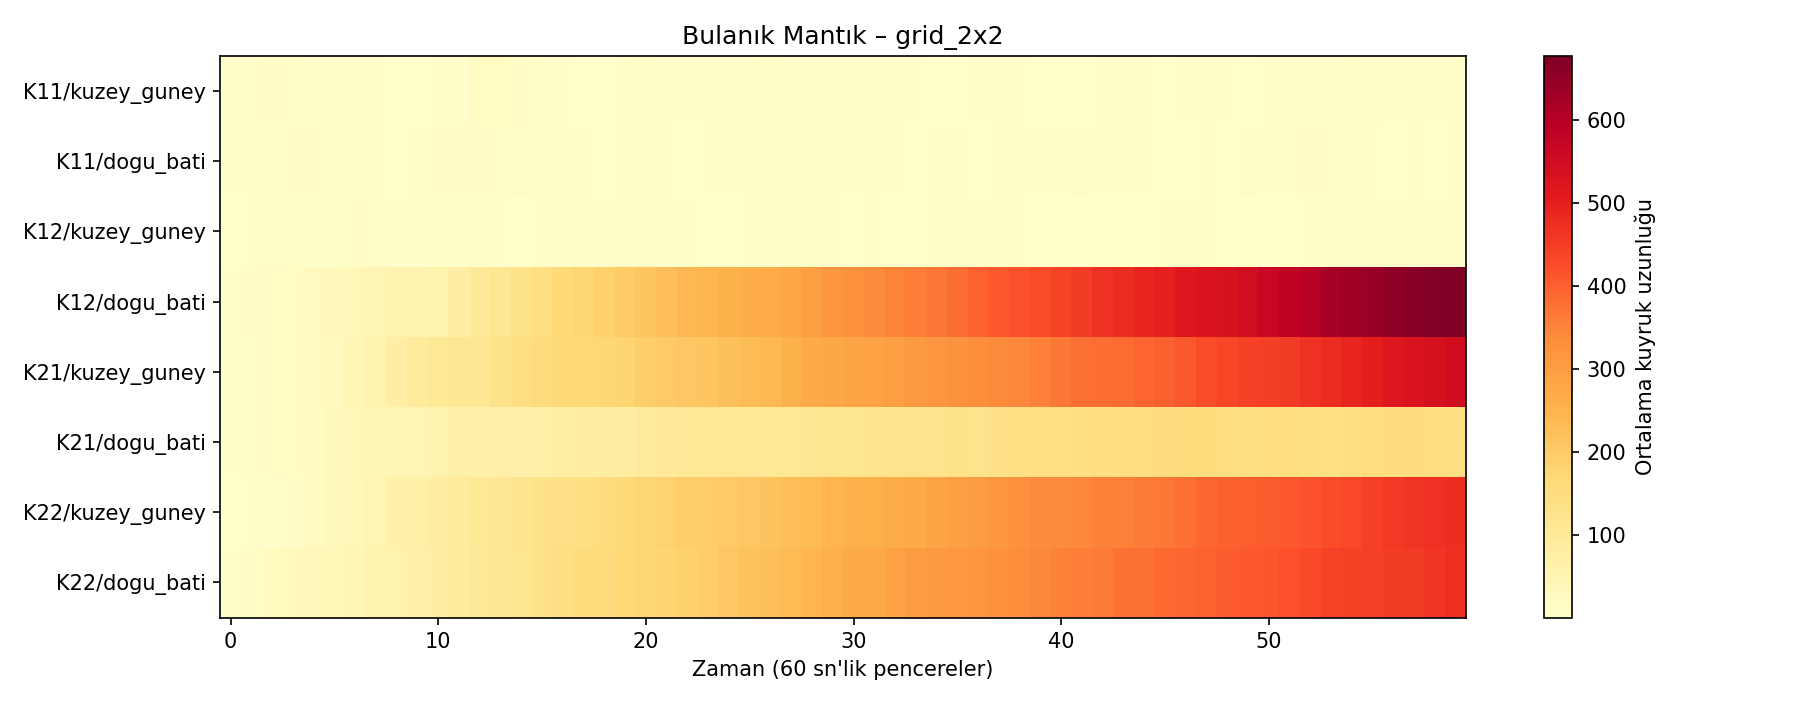 Bulanık Mantık – grid_2x2
K11/kuzey_guney
K11/dogu_bati
K12/kuzey_guney
K12/dogu_bati
K21/kuzey_guney
K21/dogu_bati
K22/kuzey_guney
K22/dogu_bati
0 10 20 30 40 50
Zaman (60 sn'lik pencereler)
600
500
400
300
200
100
Ortalama kuyruk uzunluğu